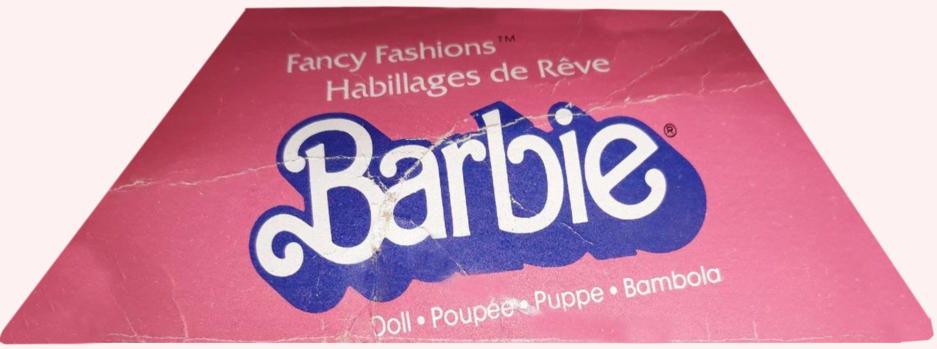 Fancy Fashions™
Habillages de Rêve
Barbie®
Doll • Poupée • Puppe • Bambola